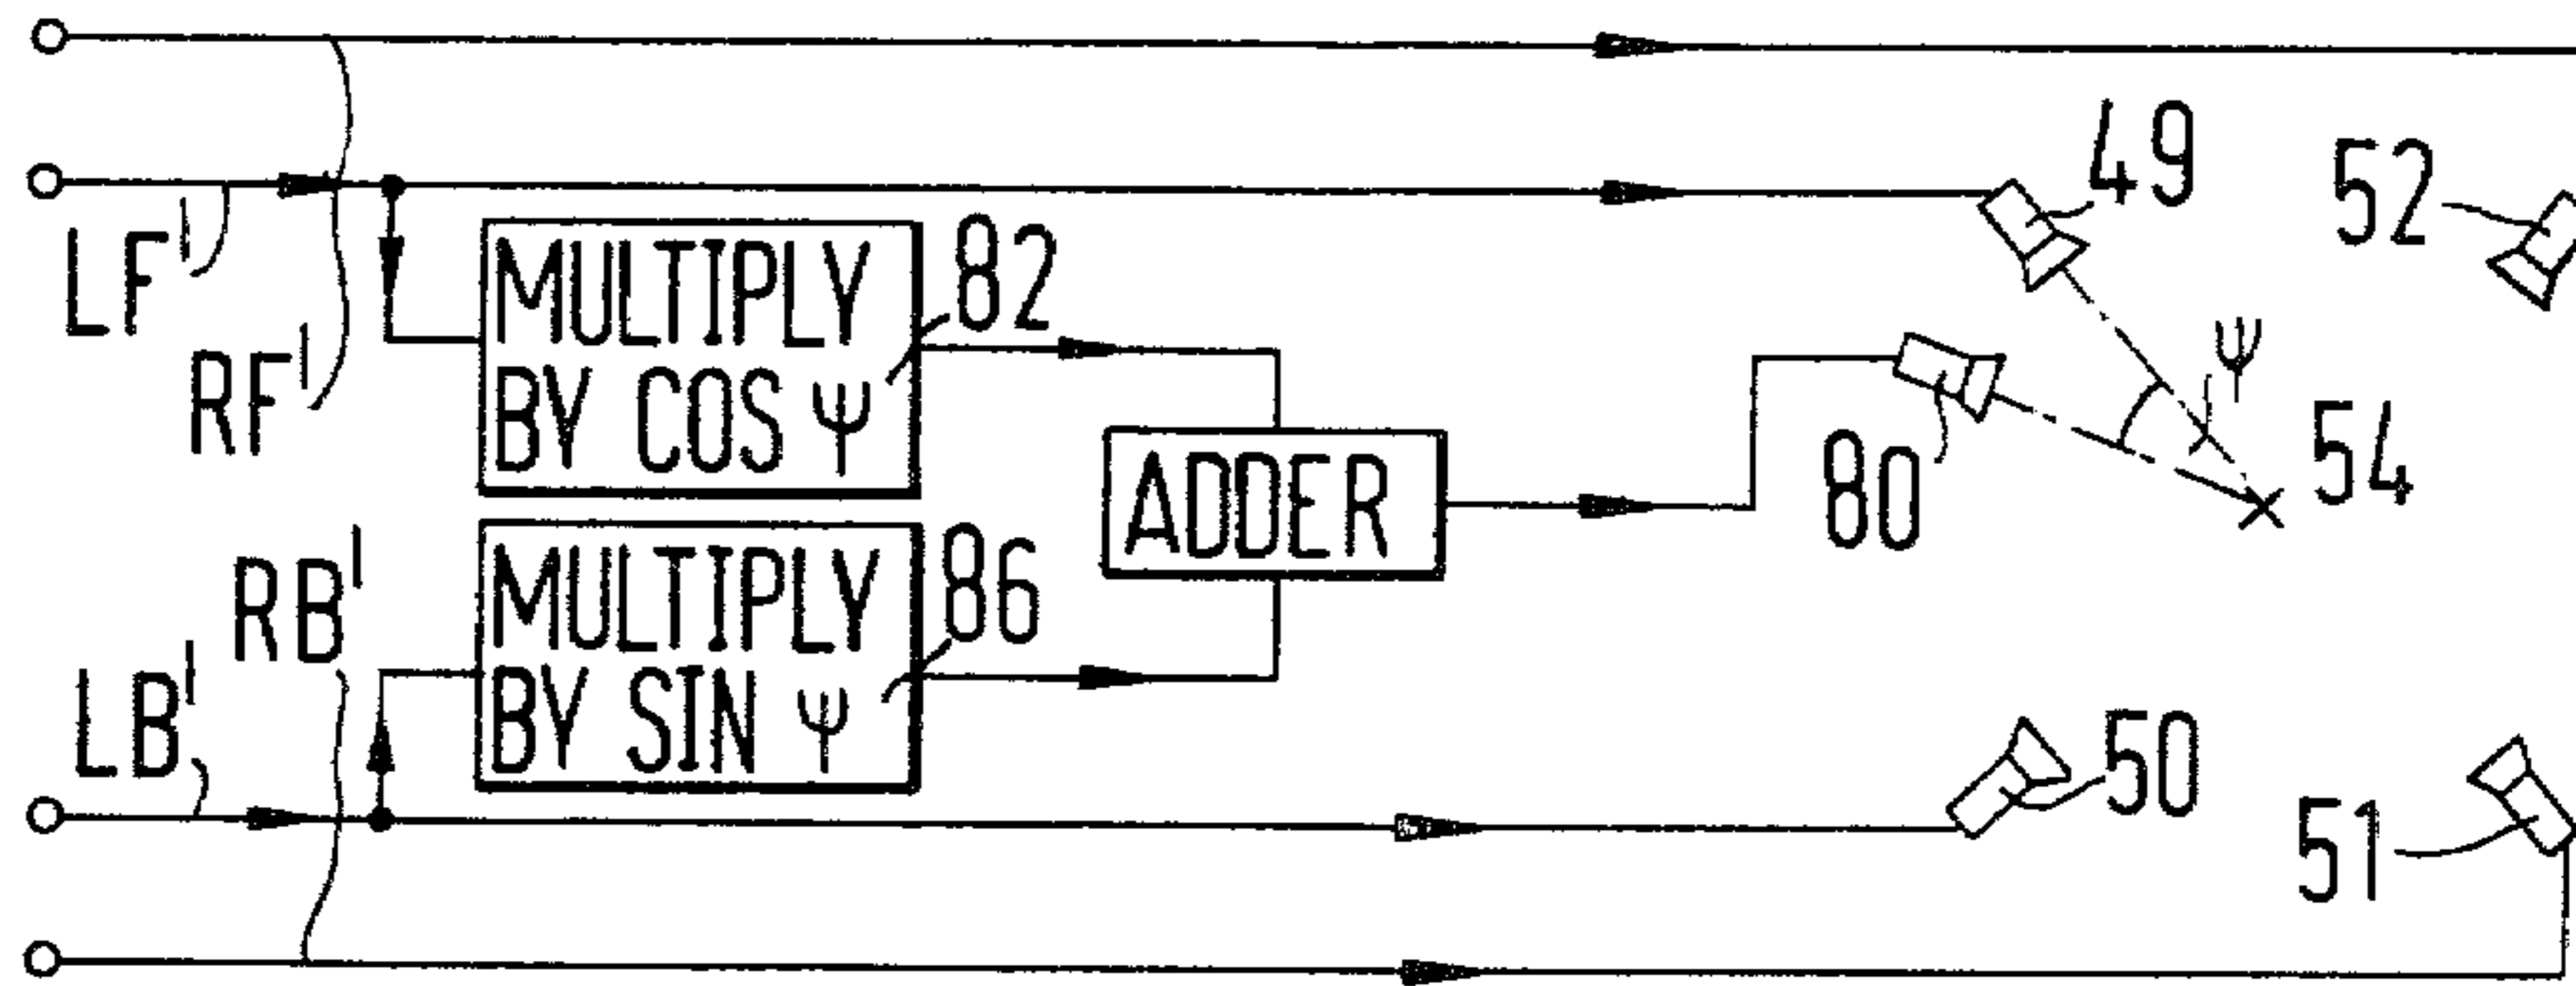 49
52
LF'
MULTIPLY
BY COS ψ
82
RF'
ψ
54
ADDER
80
RB'
MULTIPLY
BY SIN ψ
86
LB'
50
51